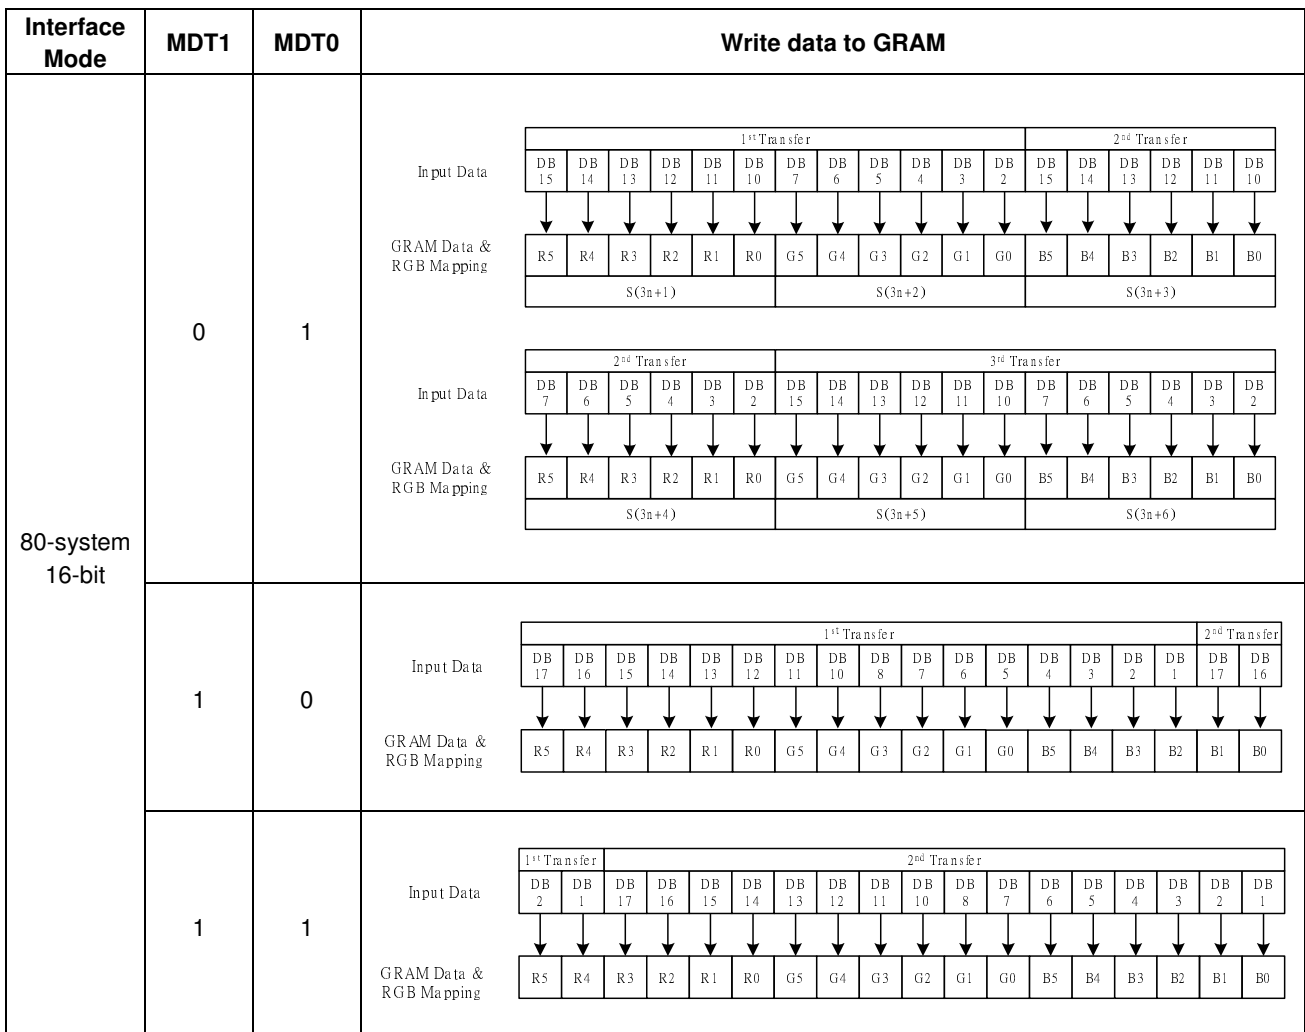 Interface Mode MDT1 MDT0 Write data to GRAM
80-system 16-bit
0 1
1st Transfer 2nd Transfer
Input Data DB 15 DB 14 DB 13 DB 12 DB 11 DB 10 DB 7 DB 6 DB 5 DB 4 DB 3 DB 2 DB 15 DB 14 DB 13 DB 12 DB 11 DB 10
GRAM Data & RGB Mapping R5 R4 R3 R2 R1 R0 G5 G4 G3 G2 G1 G0 B5 B4 B3 B2 B1 B0
S(3n+1) S(3n+2) S(3n+3)
2nd Transfer 3rd Transfer
Input Data DB 7 DB 6 DB 5 DB 4 DB 3 DB 2 DB 15 DB 14 DB 13 DB 12 DB 11 DB 10 DB 7 DB 6 DB 5 DB 4 DB 3 DB 2
GRAM Data & RGB Mapping R5 R4 R3 R2 R1 R0 G5 G4 G3 G2 G1 G0 B5 B4 B3 B2 B1 B0
S(3n+4) S(3n+5) S(3n+6)
1 0
1st Transfer 2nd Transfer
Input Data DB 17 DB 16 DB 15 DB 14 DB 13 DB 12 DB 11 DB 10 DB 8 DB 7 DB 6 DB 5 DB 4 DB 3 DB 2 DB 1 DB 17 DB 16
GRAM Data & RGB Mapping R5 R4 R3 R2 R1 R0 G5 G4 G3 G2 G1 G0 B5 B4 B3 B2 B1 B0
1 1
1st Transfer 2nd Transfer
Input Data DB 2 DB 1 DB 17 DB 16 DB 15 DB 14 DB 13 DB 12 DB 11 DB 10 DB 8 DB 7 DB 6 DB 5 DB 4 DB 3 DB 2 DB 1
GRAM Data & RGB Mapping R5 R4 R3 R2 R1 R0 G5 G4 G3 G2 G1 G0 B5 B4 B3 B2 B1 B0